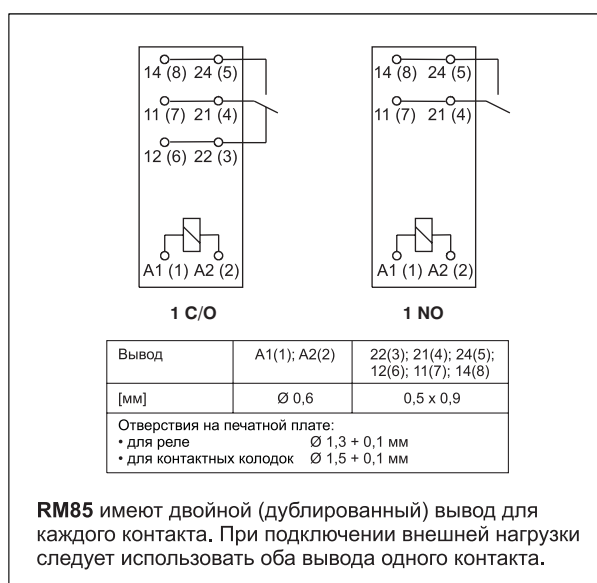 14 (8) 24 (5)
11 (7) 21 (4)
12 (6) 22 (3)
A1 (1) A2 (2)
1 C/O
14 (8) 24 (5)
11 (7) 21 (4)
A1 (1) A2 (2)
1 NO
Вывод A1(1); A2(2) 22(3); 21(4); 24(5);
12(6); 11(7); 14(8)
[мм] Ø 0,6 0,5 x 0,9
Отверствия на печатной плате:
• для реле Ø 1,3 + 0,1 мм
• для контактных колодок Ø 1,5 + 0,1 мм
RM85 имеют двойной (дублированный) вывод для
каждого контакта. При подключении внешней нагрузки
следует использовать оба вывода одного контакта.